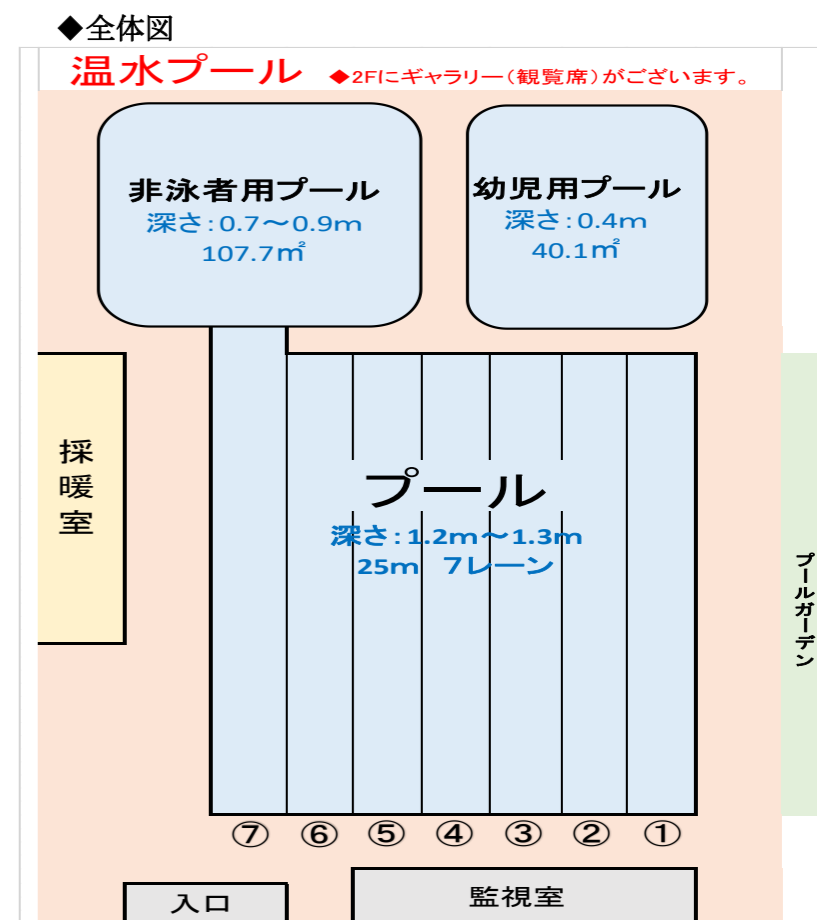 ◆全体図
温水プール ◆2Fにギャラリー(観覧席)がございます。
非泳者用プール
深さ:0.7～0.9m
107.7㎡
幼児用プール
深さ:0.4m
40.1㎡
採暖室
プール
深さ:1.2m～1.3m
25m 7レーン
プールガーデン
⑦ ⑥ ⑤ ④ ③ ② ①
入口
監視室